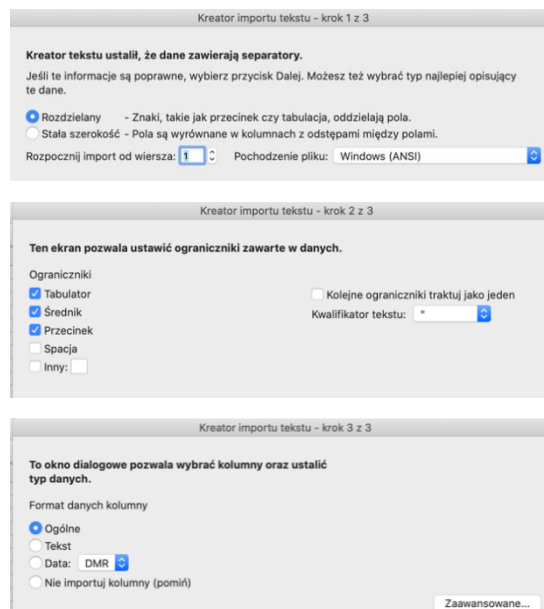 Kreator importu tekstu - krok 1 z 3
Kreator tekstu ustalił, że dane zawierają separatory.
Jeśli te informacje są poprawne, wybierz przycisk Dalej. Możesz też wybrać typ najlepiej opisujący
te dane.
Rozdzielany - Znaki, takie jak przecinek czy tabulacja, oddzielają pola.
Stała szerokość - Pola są wyrównane w kolumnach z odstępami między polami.
Rozpocznij import od wiersza: 1 Pochodzenie pliku: Windows (ANSI)
Kreator importu tekstu - krok 2 z 3
Ten ekran pozwala ustawić ograniczniki zawarte w danych.
Ograniczniki
Tabulator Kolejne ograniczniki traktuj jako jeden
Średnik Kwalifikator tekstu: "
Przecinek
Spacja
Inny:
Kreator importu tekstu - krok 3 z 3
To okno dialogowe pozwala wybrać kolumny oraz ustalić
typ danych.
Format danych kolumny
Ogólne
Tekst
Data: DMR
Nie importuj kolumny (pomiń)
Zaawansowane...